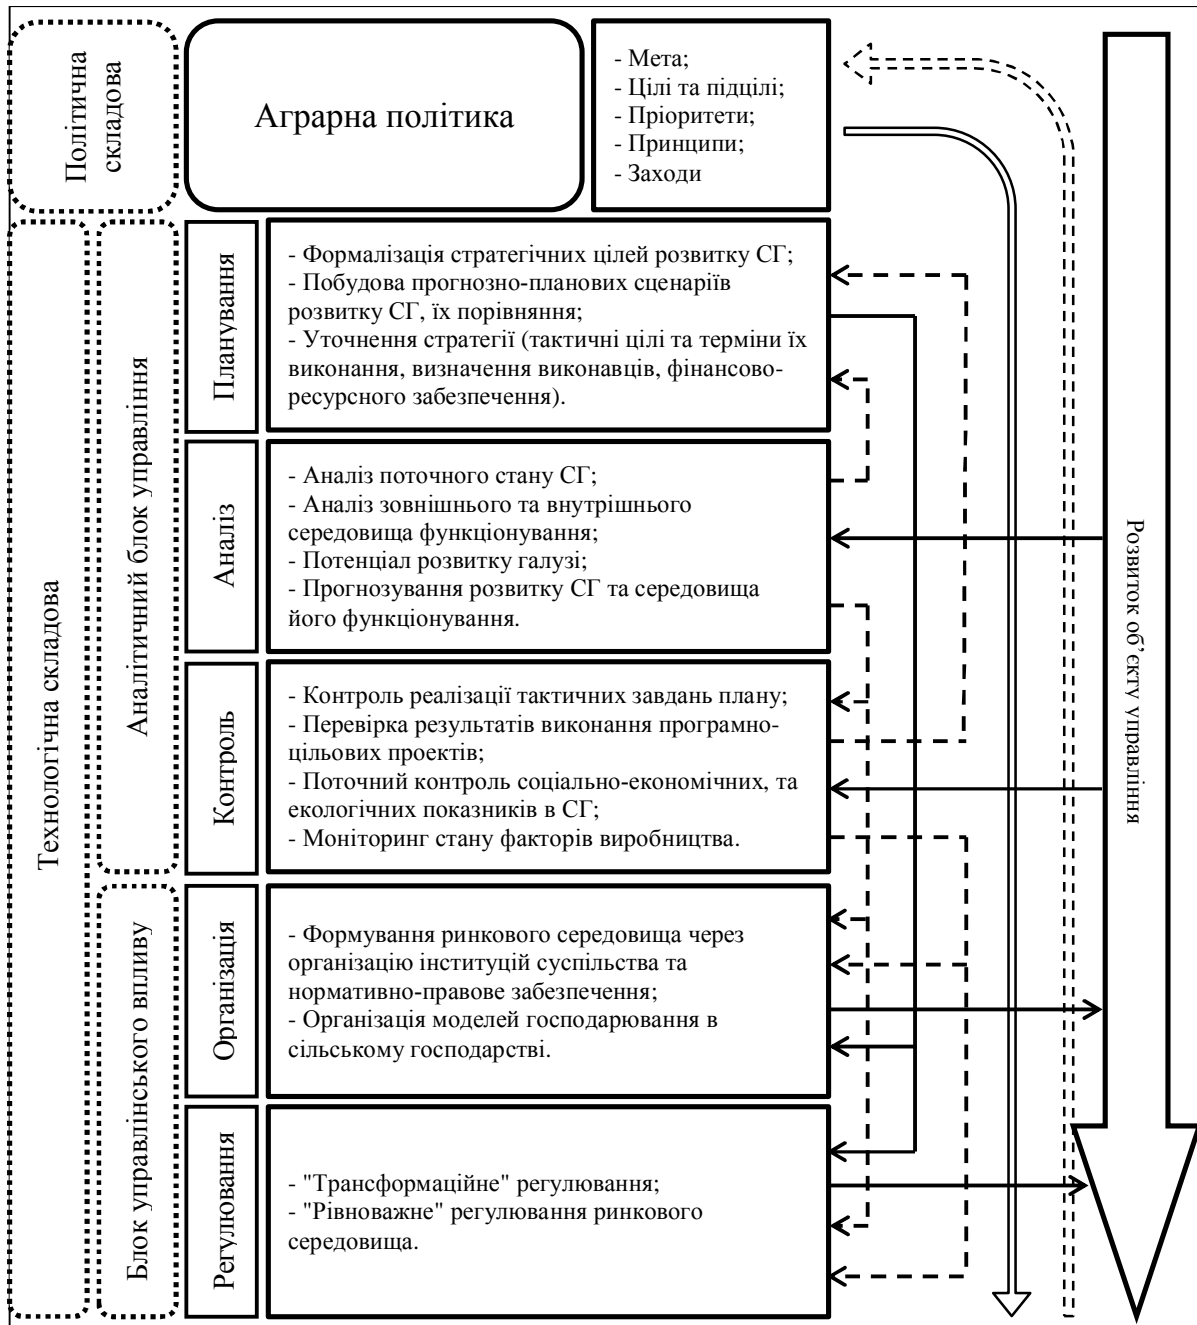 Політична
складова
Аграрна політика
- Мета;
- Цілі та підцілі;
- Пріоритети;
- Принципи;
- Заходи
Технологічна складова
Аналітичний блок управління
Планування
- Формалізація стратегічних цілей розвитку СГ;
- Побудова прогнозно-планових сценаріїв
розвитку СГ, їх порівняння;
- Уточнення стратегії (тактичні цілі та терміни їх
виконання, визначення виконавців, фінансово-
ресурсного забезпечення).
Аналіз
- Аналіз поточного стану СГ;
- Аналіз зовнішнього та внутрішнього
середовища функціонування;
- Потенціал розвитку галузі;
- Прогнозування розвитку СГ та середовища
його функціонування.
Контроль
- Контроль реалізації тактичних завдань плану;
- Перевірка результатів виконання програмно-
цільових проектів;
- Поточний контроль соціально-економічних, та
екологічних показників в СГ;
- Моніторинг стану факторів виробництва.
Блок управлінського впливу
Організація
- Формування ринкового середовища через
організацію інституцій суспільства та
нормативно-правове забезпечення;
- Організація моделей господарювання в
сільському господарстві.
Регулювання
- "Трансформаційне" регулювання;
- "Рівноважне" регулювання ринкового
середовища.
Розвиток об’єкту управління